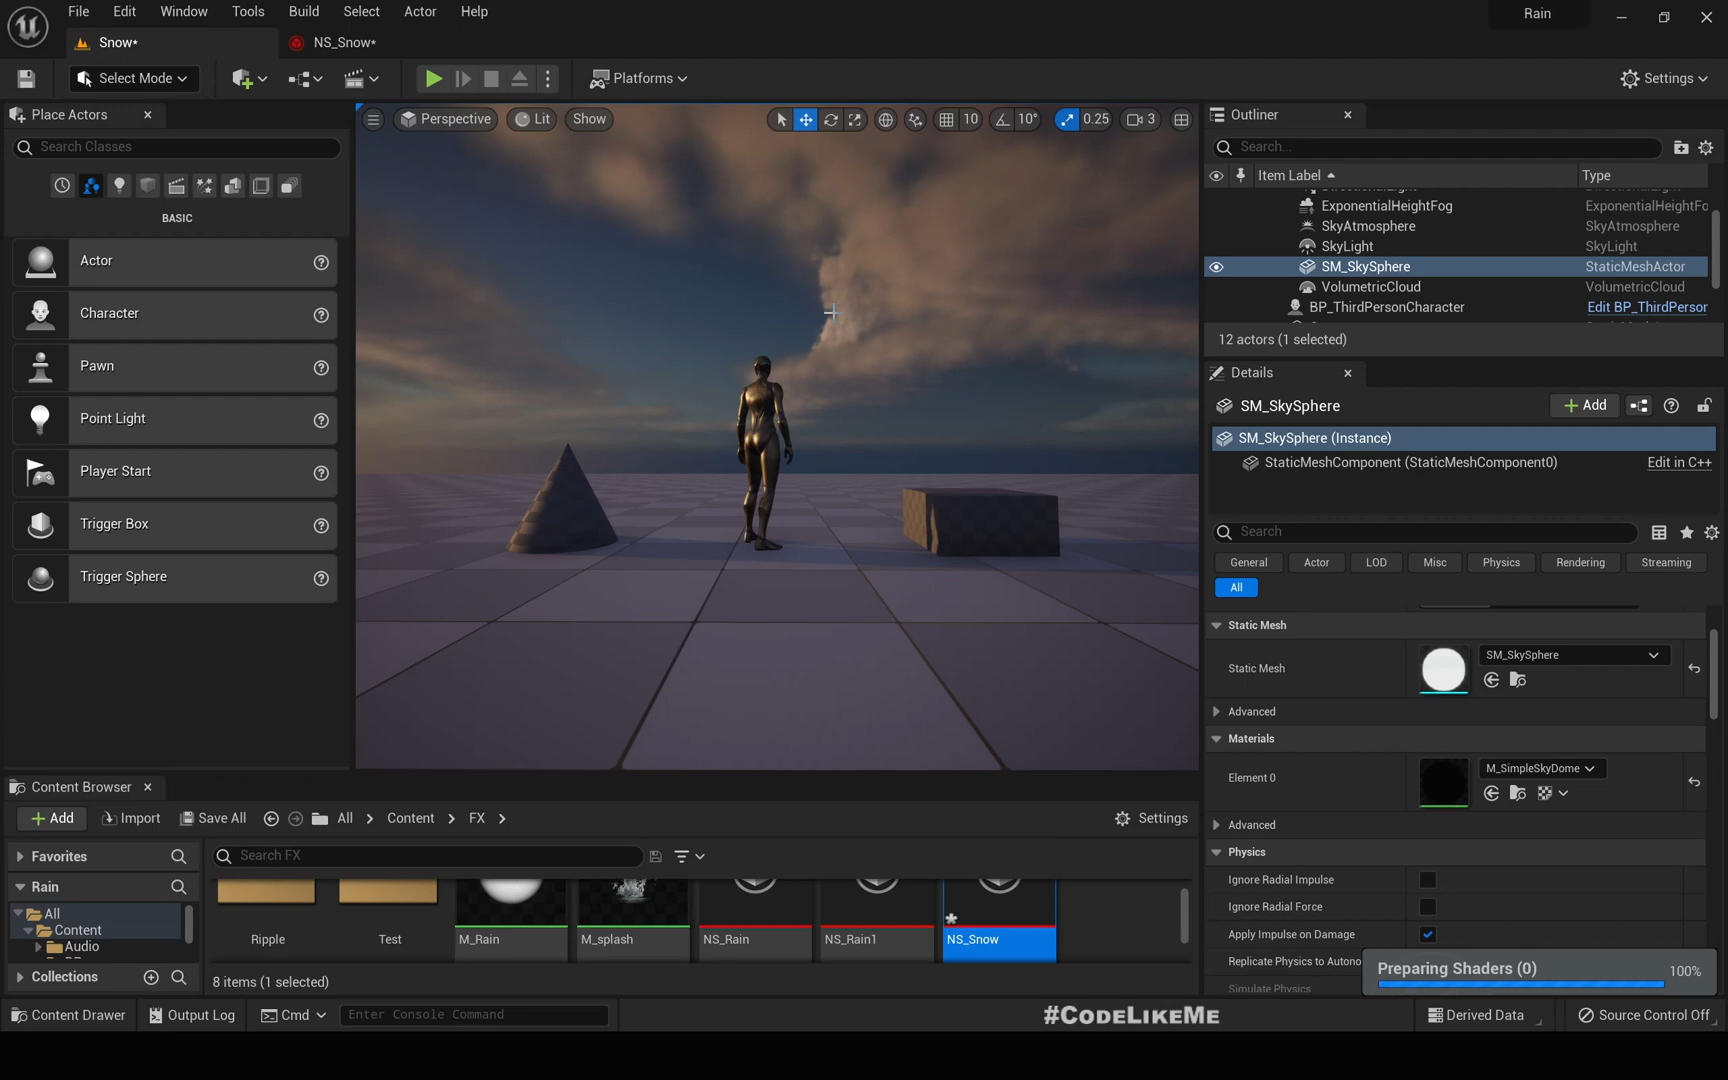 File Edit Window Tools Build Select Actor Help
Rain
Snow*
NS_Snow*
Select Mode
Platforms
Settings
Place Actors
Search Classes
BASIC
Actor
Character
Pawn
Point Light
Player Start
Trigger Box
Trigger Sphere
Perspective
Lit
Show
10
10°
0.25
3
Outliner
Search...
Item Label
Type
ExponentialHeightFog ExponentialHeightFo
SkyAtmosphere SkyAtmosphere
SkyLight SkyLight
SM_SkySphere StaticMeshActor
VolumetricCloud VolumetricCloud
BP_ThirdPersonCharacter Edit BP_ThirdPerson
12 actors (1 selected)
Details
SM_SkySphere
Add
SM_SkySphere (Instance)
StaticMeshComponent (StaticMeshComponent0) Edit in C++
Search
General Actor LOD Misc Physics Rendering Streaming
All
Static Mesh
Static Mesh
SM_SkySphere
Advanced
Materials
Element 0
M_SimpleSkyDome
Advanced
Physics
Ignore Radial Impulse
Ignore Radial Force
Apply Impulse on Damage
Replicate Physics to Autono
Simulate Physics
Preparing Shaders (0) 100%
Content Browser
Add
Import
Save All
All
Content
FX
Settings
Favorites
Search FX
Rain
All
Content
Audio
Collections
Ripple
Test
M_Rain
M_splash
NS_Rain
NS_Rain1
NS_Snow
8 items (1 selected)
Content Drawer
Output Log
Cmd
Enter Console Command
#CodeLikeMe
Derived Data
Source Control Off